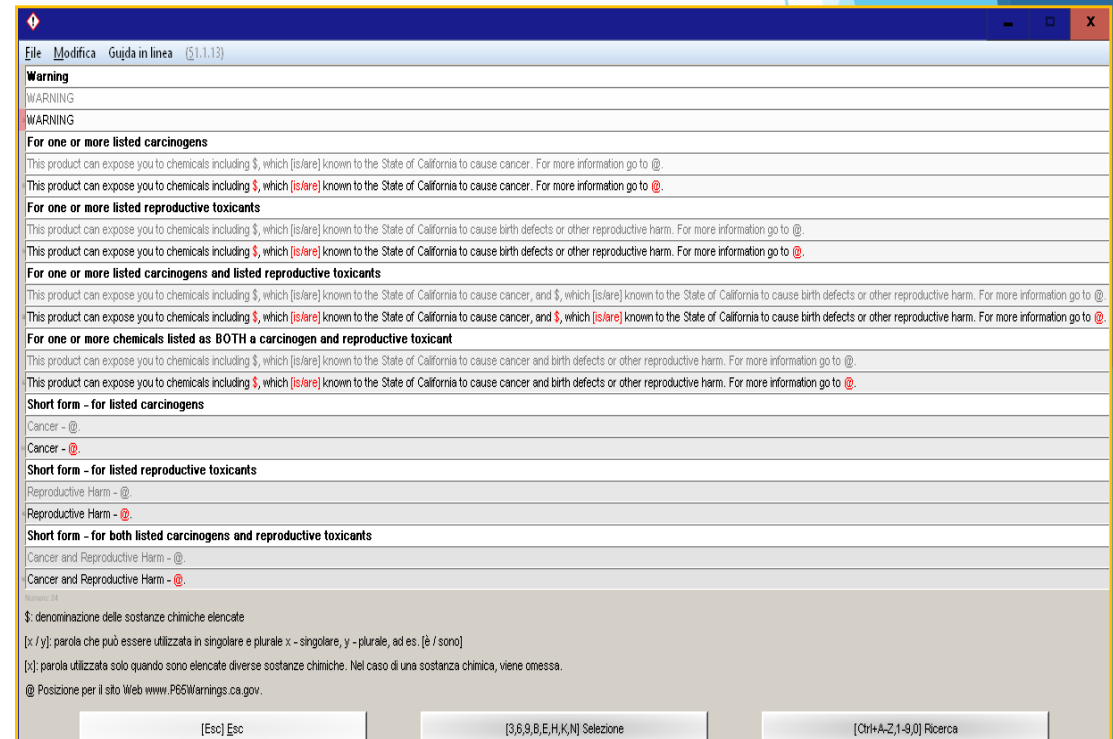 File Modifica Guida in linea (51.1.13)
Warning
WARNING
WARNING
For one or more listed carcinogens
This product can expose you to chemicals including $, which [is/are] known to the State of California to cause cancer. For more information go to @.
This product can expose you to chemicals including $, which [is/are] known to the State of California to cause cancer. For more information go to @.
For one or more listed reproductive toxicants
This product can expose you to chemicals including $, which [is/are] known to the State of California to cause birth defects or other reproductive harm. For more information go to @.
This product can expose you to chemicals including $, which [is/are] known to the State of California to cause birth defects or other reproductive harm. For more information go to @.
For one or more listed carcinogens and listed reproductive toxicants
This product can expose you to chemicals including $, which [is/are] known to the State of California to cause cancer, and $, which [is/are] known to the State of California to cause birth defects or other reproductive harm. For more information go to @.
This product can expose you to chemicals including $, which [is/are] known to the State of California to cause cancer, and $, which [is/are] known to the State of California to cause birth defects or other reproductive harm. For more information go to @.
For one or more chemicals listed as BOTH a carcinogen and reproductive toxicant
This product can expose you to chemicals including $, which [is/are] known to the State of California to cause cancer and birth defects or other reproductive harm. For more information go to @.
This product can expose you to chemicals including $, which [is/are] known to the State of California to cause cancer and birth defects or other reproductive harm. For more information go to @.
Short form - for listed carcinogens
Cancer - @.
Cancer - @.
Short form - for listed reproductive toxicants
Reproductive Harm - @.
Reproductive Harm - @.
Short form - for both listed carcinogens and reproductive toxicants
Cancer and Reproductive Harm - @.
Cancer and Reproductive Harm - @.
Numero: 24
$: denominazione delle sostanze chimiche elencate
[x / y]: parola che può essere utilizzata in singolare e plurale x - singolare, y - plurale, ad es. [è / sono]
[x]: parola utilizzata solo quando sono elencate diverse sostanze chimiche. Nel caso di una sostanza chimica, viene omessa.
@ Posizione per il sito Web www.P65Warnings.ca.gov.
[Esc] Esc [3,6,9,B,E,H,K,N] Selezione [Ctrl+A-Z,1-9,0] Ricerca